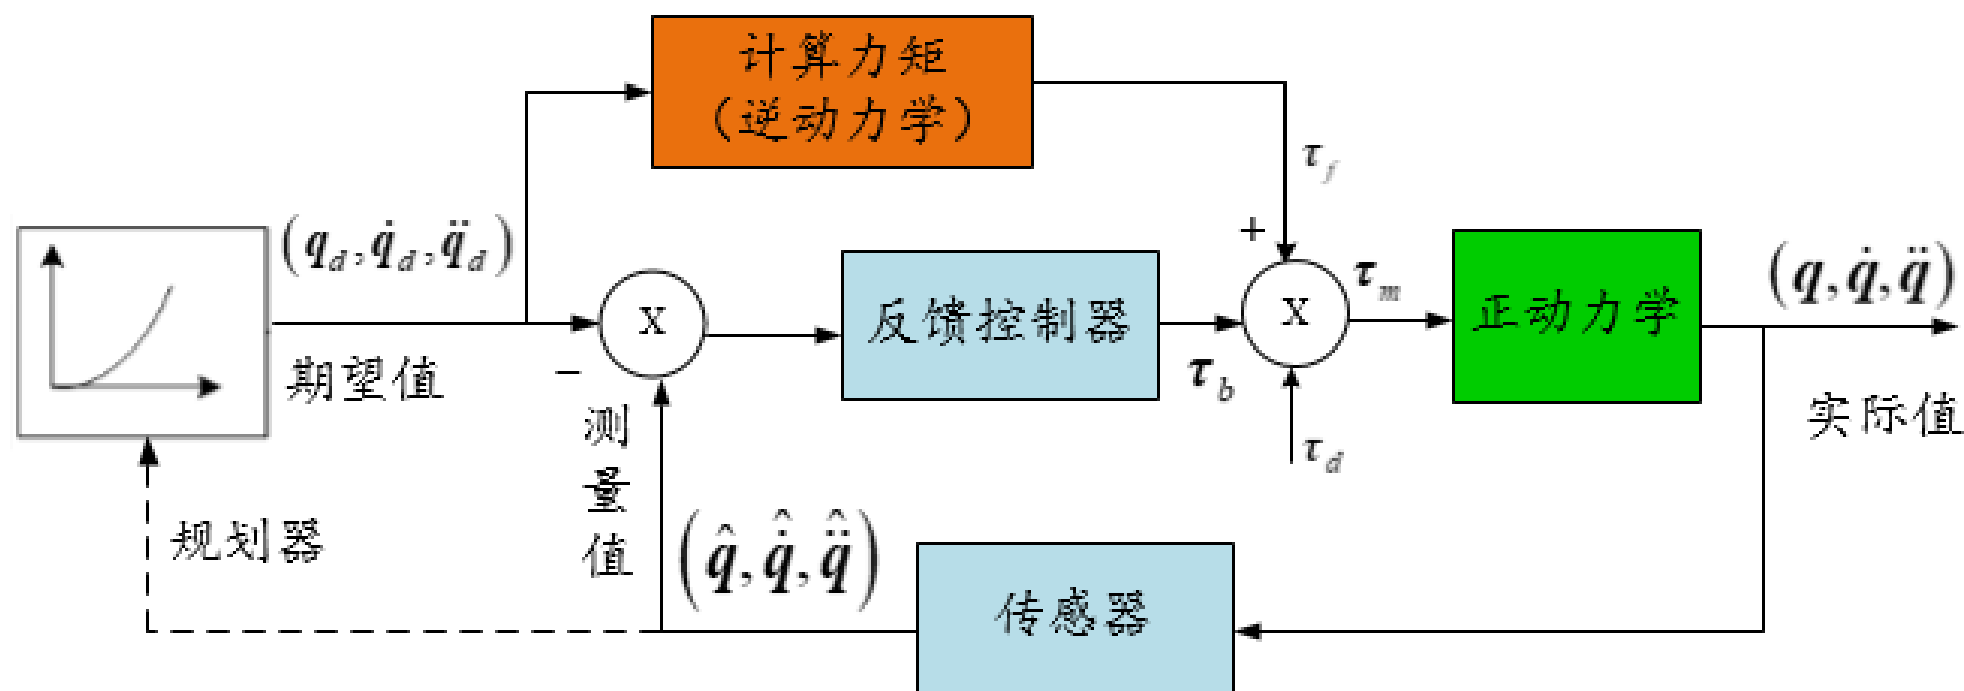 计算力矩
(逆动力学)
τ_f
(q_d, q̇_d, q̈_d)
+
τ_m
(q, q̇, q̈)
X
反馈控制器
X
正动力学
期望值
-
τ_b
实际值
测量值
τ_d
规划器
(q̂, q̇̂, q̈̂)
传感器